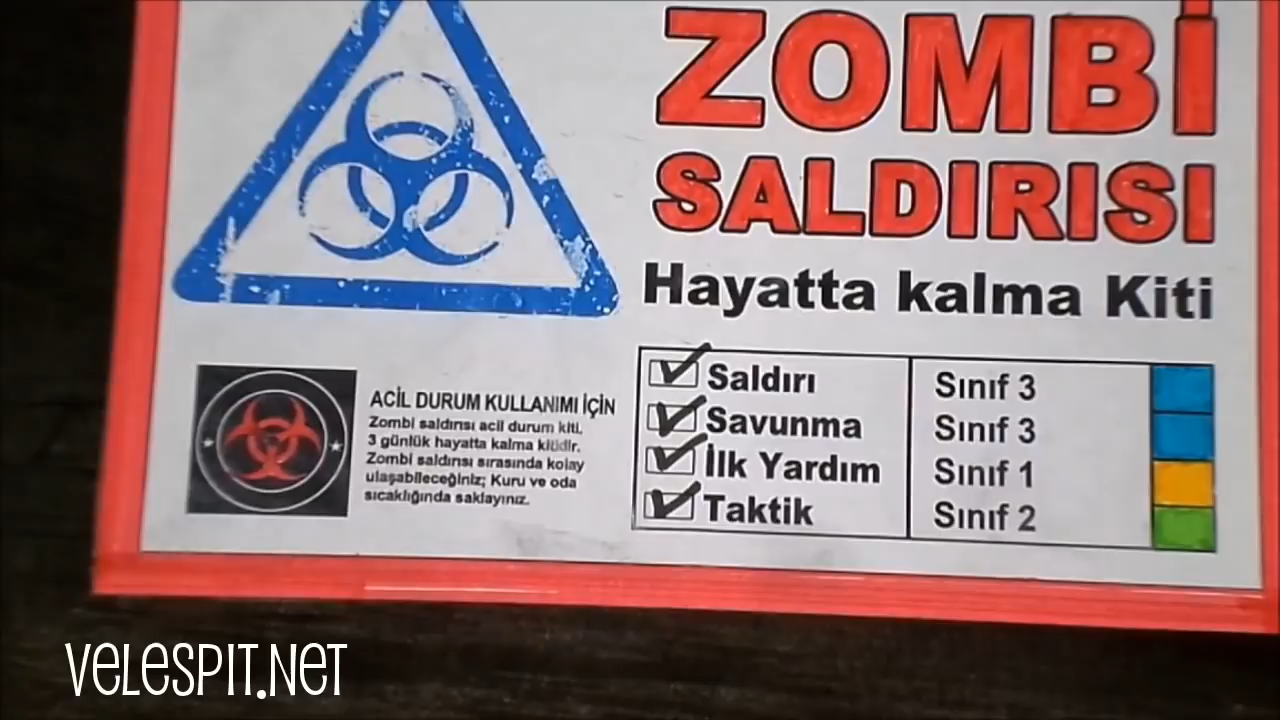 ZOMBİ
SALDIRISI
Hayatta kalma Kiti
ACİL DURUM KULLANIMI İÇİN
Zombi saldırısı acil durum kiti.
3 günlük hayatta kalma kitidir.
Zombi saldırısı sırasında kolay
ulaşabileceğiniz; Kuru ve oda
sıcaklığında saklayınız.
Saldırı Sınıf 3
Savunma Sınıf 3
İlk Yardım Sınıf 1
Taktik Sınıf 2
VELESPIT.NET